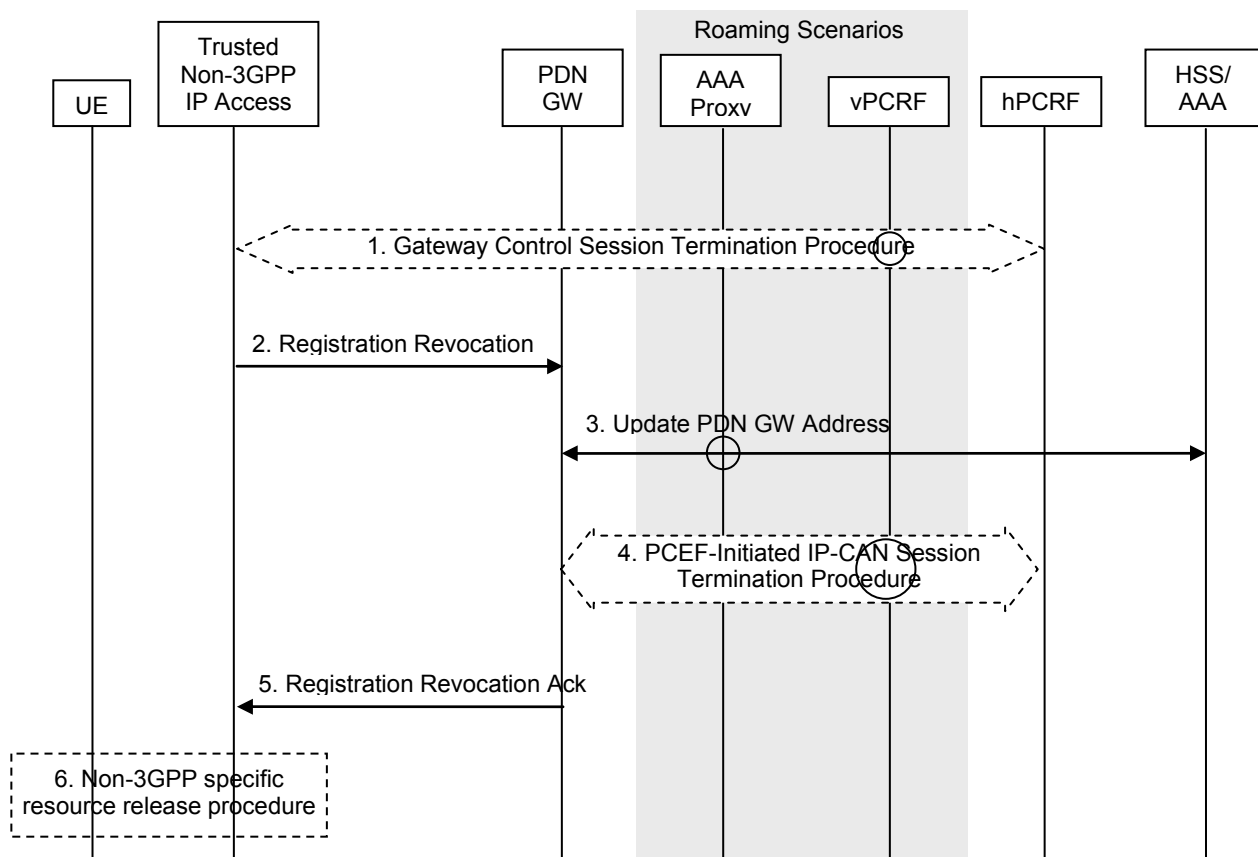 Roaming Scenarios
UE
Trusted
Non-3GPP
IP Access
PDN
GW
AAA
Proxv
vPCRF
hPCRF
HSS/
AAA
1. Gateway Control Session Termination Procedure
2. Registration Revocation
3. Update PDN GW Address
4. PCEF-Initiated IP-CAN Session
Termination Procedure
5. Registration Revocation Ack
6. Non-3GPP specific
resource release procedure